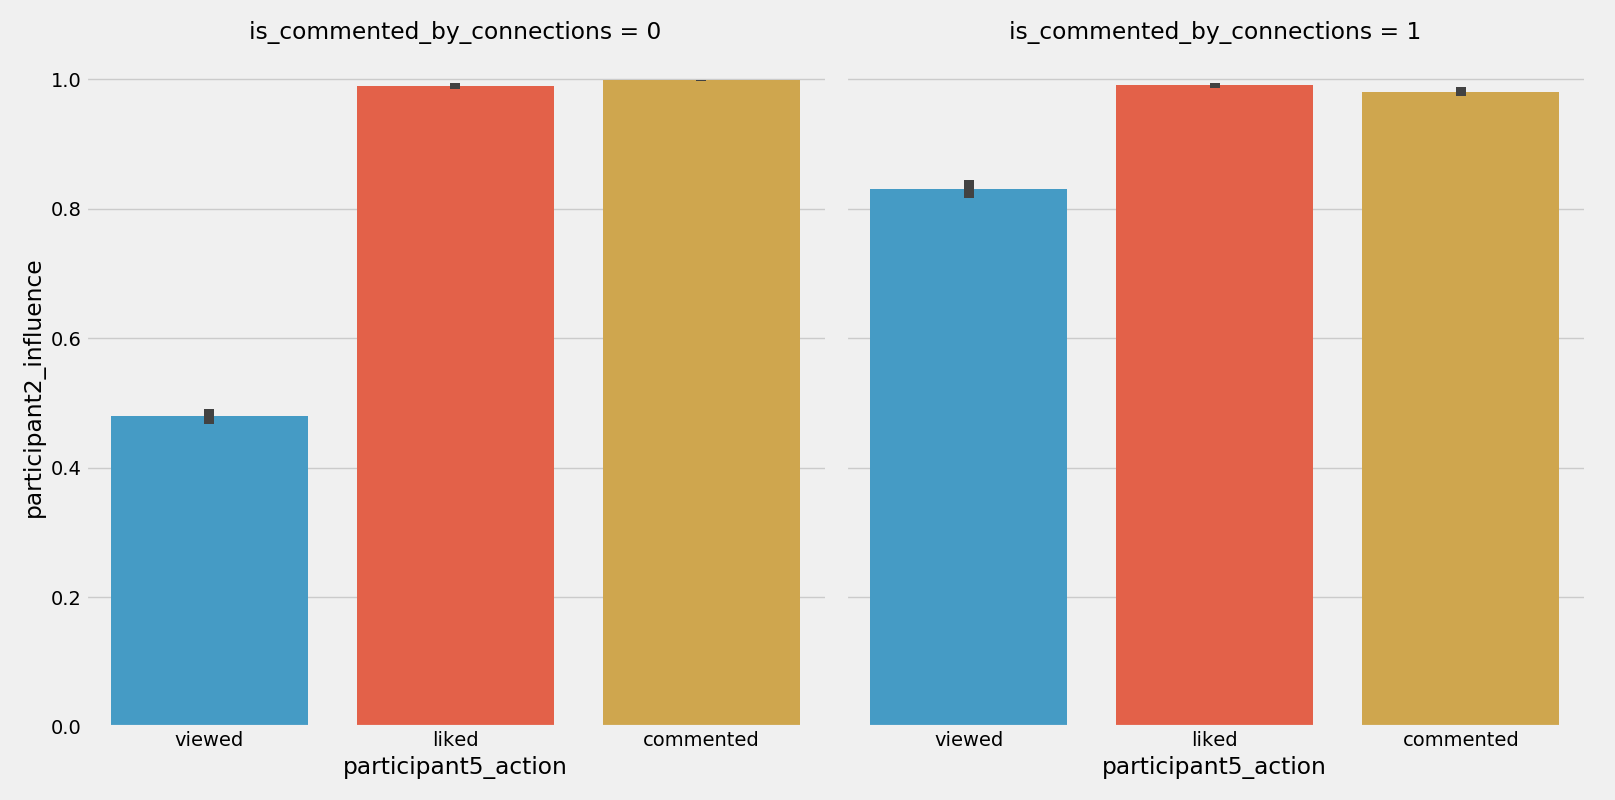 is_commented_by_connections = 0
is_commented_by_connections = 1
participant2_influence
1.0
0.8
0.6
0.4
0.2
0.0
viewed
liked
commented
viewed
liked
commented
participant5_action
participant5_action